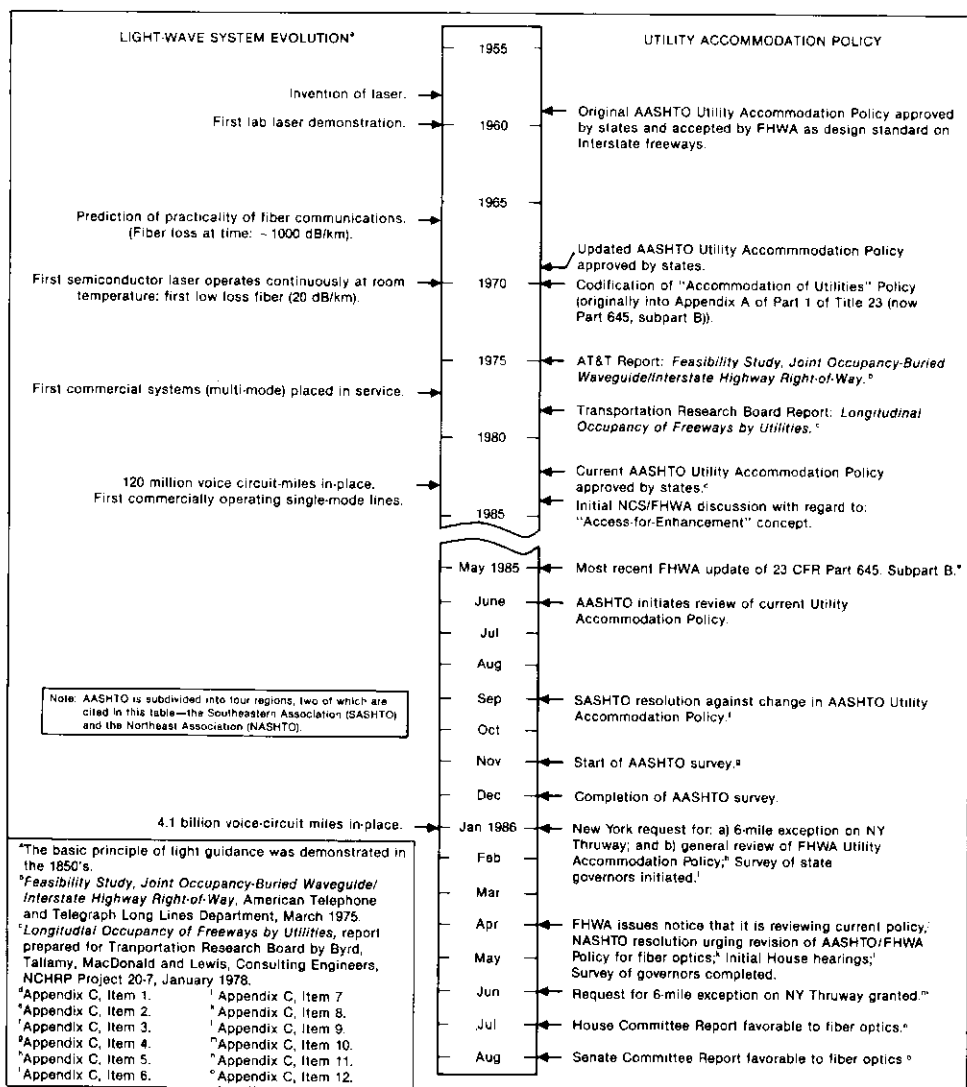 LIGHT-WAVE SYSTEM EVOLUTIONᵃ
Invention of laser.
First lab laser demonstration.
Prediction of practicality of fiber communications.
(Fiber loss at time: ~1000 dB/km).
First semiconductor laser operates continuously at room
temperature: first low loss fiber (20 dB/km).
First commercial systems (multi-mode) placed in service.
120 million voice circuit-miles in-place.
First commercially operating single-mode lines.
Note: AASHTO is subdivided into four regions, two of which are
cited in this table—the Southeastern Association (SASHTO)
and the Northeast Association (NASHTO).
4.1 billion voice-circuit miles in-place.
1955
1960
1965
1970
1975
1980
1985
May 1985
June
Jul
Aug
Sep
Oct
Nov
Dec
Jan 1986
Feb
Mar
Apr
May
Jun
Jul
Aug
UTILITY ACCOMMODATION POLICY
Original AASHTO Utility Accommodation Policy approved
by states and accepted by FHWA as design standard on
Interstate freeways.
Updated AASHTO Utility Accommmodation Policy
approved by states.
Codification of "Accommodation of Utilities" Policy
(originally into Appendix A of Part 1 of Title 23 (now
Part 645, subpart B)).
AT&T Report: Feasibility Study, Joint Occupancy-Buried
Waveguide/Interstate Highway Right-of-Way.ᵇ
Transportation Research Board Report: Longitudinal
Occupancy of Freeways by Utilities.ᶜ
Current AASHTO Utility Accommodation Policy
approved by states.ᶜ
Initial NCS/FHWA discussion with regard to:
"Access-for-Enhancement" concept.
Most recent FHWA update of 23 CFR Part 645. Subpart B.ᵉ
AASHTO initiates review of current Utility
Accommodation Policy.
SASHTO resolution against change in AASHTO Utility
Accommodation Policy.ᶠ
Start of AASHTO survey.ᵍ
Completion of AASHTO survey.
New York request for: a) 6-mile exception on NY
Thruway; and b) general review of FHWA Utility
Accommodation Policy;ʰ Survey of state
governors initiated.ⁱ
FHWA issues notice that it is reviewing current policy,ʲ
NASHTO resolution urging revision of AASHTO/FHWA
Policy for fiber optics;ᵏ Initial House hearings;ˡ
Survey of governors completed.
Request for 6-mile exception on NY Thruway granted.ᵐ
House Committee Report favorable to fiber optics.ⁿ
Senate Committee Report favorable to fiber optics ᵒ
ᵃThe basic principle of light guidance was demonstrated in
the 1850's.
ᵇFeasibility Study, Joint Occupancy-Buried Waveguide/
Interstate Highway Right-of-Way, American Telephone
and Telegraph Long Lines Department, March 1975.
ᶜLongitudial Occupancy of Freeways by Utilities, report
prepared for Tranportation Research Board by Byrd,
Tallamy, MacDonald and Lewis, Consulting Engineers,
NCHRP Project 20-7, January 1978.
ᵈAppendix C, Item 1.
ᵉAppendix C, Item 2.
ᶠAppendix C, Item 3.
ᵍAppendix C, Item 4.
ʰAppendix C, Item 5.
ⁱAppendix C, Item 6.
ʲAppendix C, Item 7
ᵏAppendix C, Item 8.
ˡAppendix C, Item 9.
ᵐAppendix C, Item 10.
ⁿAppendix C, Item 11.
ᵒAppendix C, Item 12.